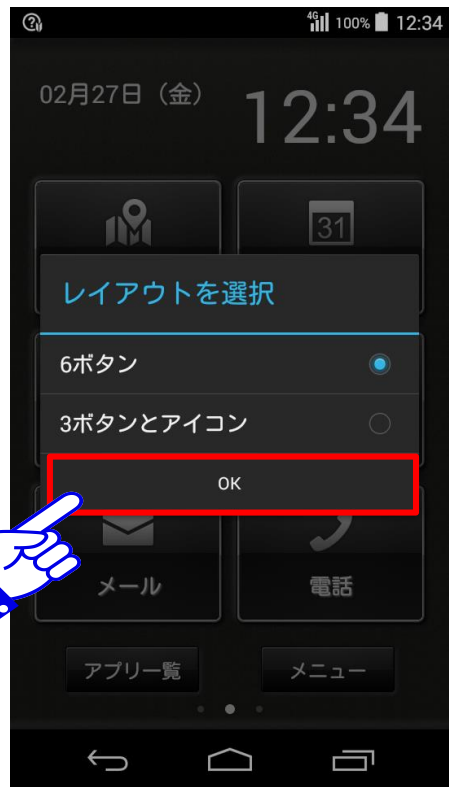 4G 100% 12:34
02月27日（金） 12:34
31
レイアウトを選択
6ボタン
3ボタンとアイコン
OK
メール 電話
アプリ一覧 メニュー